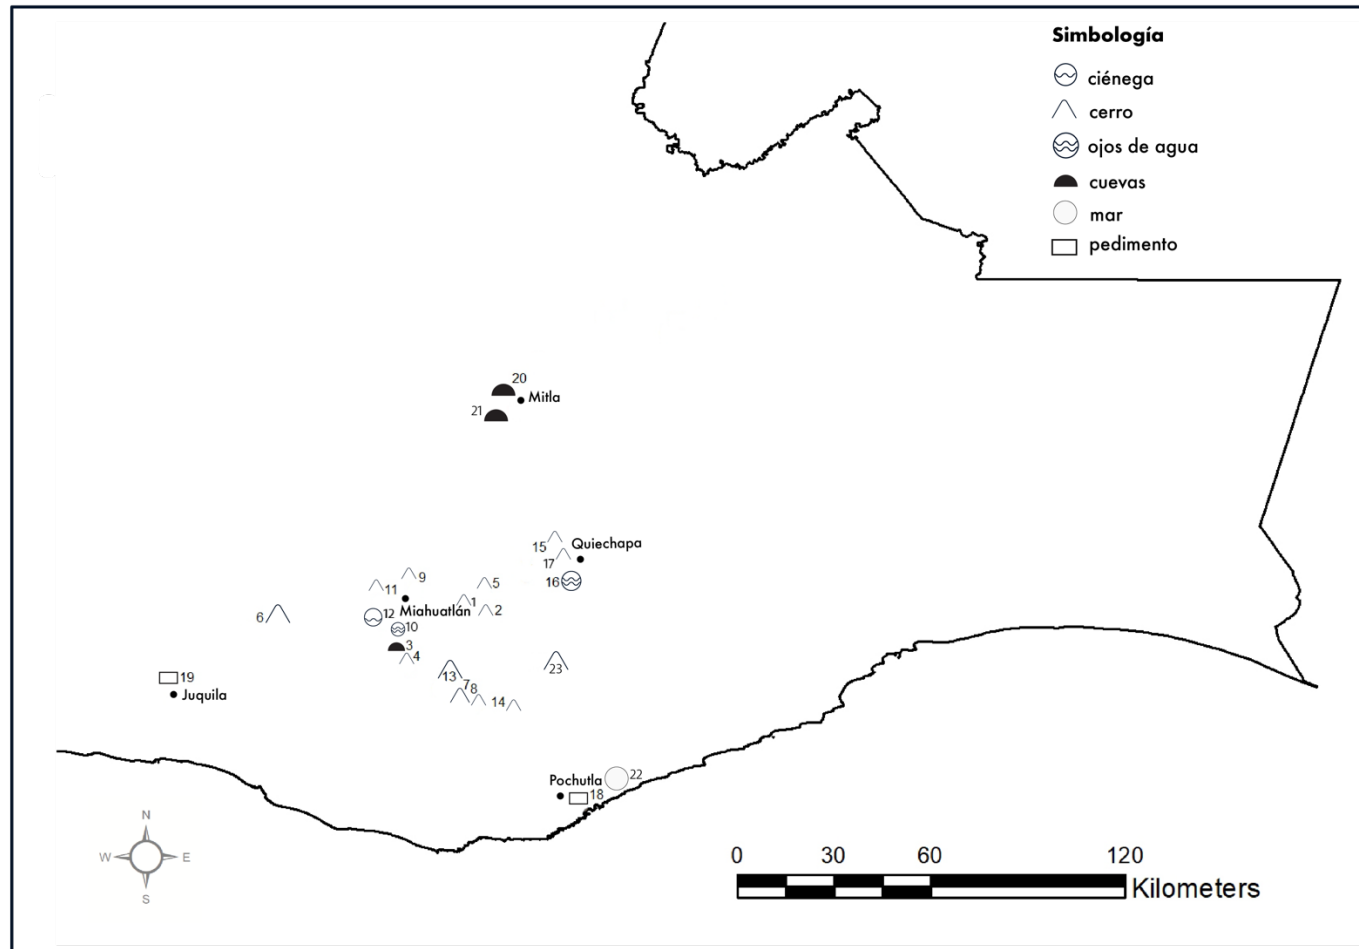 Simbología
ciénega
cerro
ojos de agua
cuevas
mar
pedimento
20
Mitla
21
15
Quiechapa
17
16
9
5
11
1
Miahuatlán
2
12
6
10
3
4
13
23
19
7
8
14
Juquila
Pochutla
22
18
N
W E
S
0 30 60 120
Kilometers